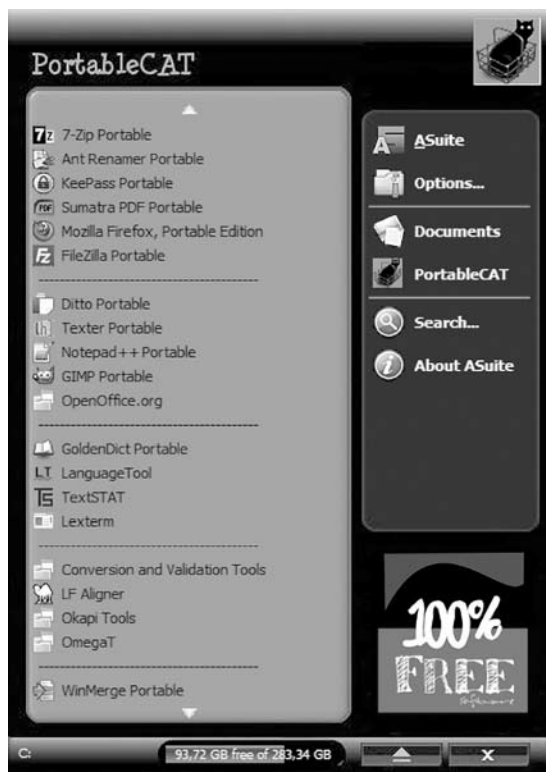 PortableCAT
7-Zip Portable
Ant Renamer Portable
KeePass Portable
Sumatra PDF Portable
Mozilla Firefox, Portable Edition
FileZilla Portable
Ditto Portable
Texter Portable
Notepad++ Portable
GIMP Portable
OpenOffice.org
GoldenDict Portable
LT LanguageTool
TextSTAT
Lexterm
Conversion and Validation Tools
LF Aligner
Okapi Tools
OmegaT
WinMerge Portable
ASuite
Options...
Documents
PortableCAT
Search...
About ASuite
100%
FREE
Software
C:
93,72 GB free of 283,34 GB
X